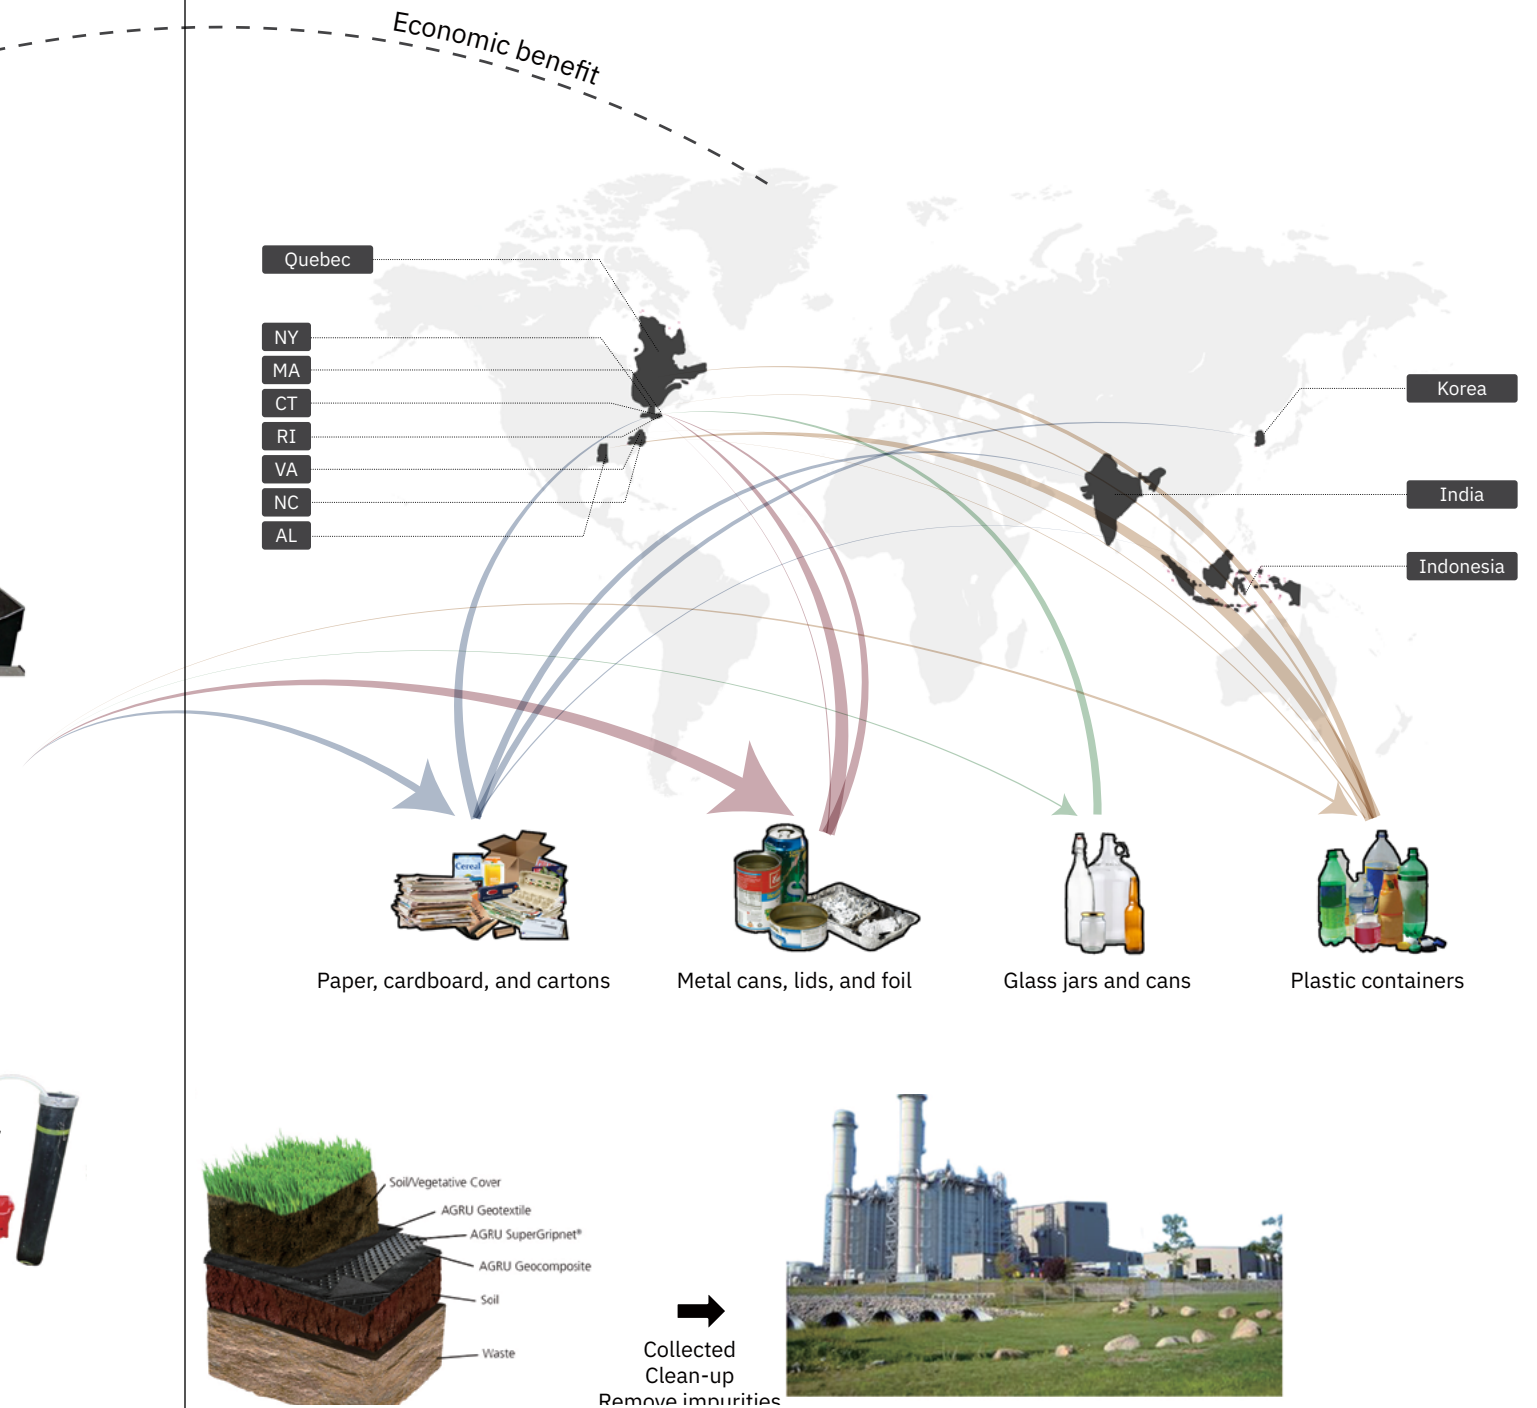 Economic benefit
Quebec
NY
MA
CT
RI
VA
NC
AL
Korea
India
Indonesia
Cereal
Paper, cardboard, and cartons
Metal cans, lids, and foil
Glass jars and cans
Plastic containers
Soil/Vegetative Cover
AGRU Geotextile
AGRU SuperGripnet®
AGRU Geocomposite
Soil
Waste
Collected
Clean-up
Remove impurities